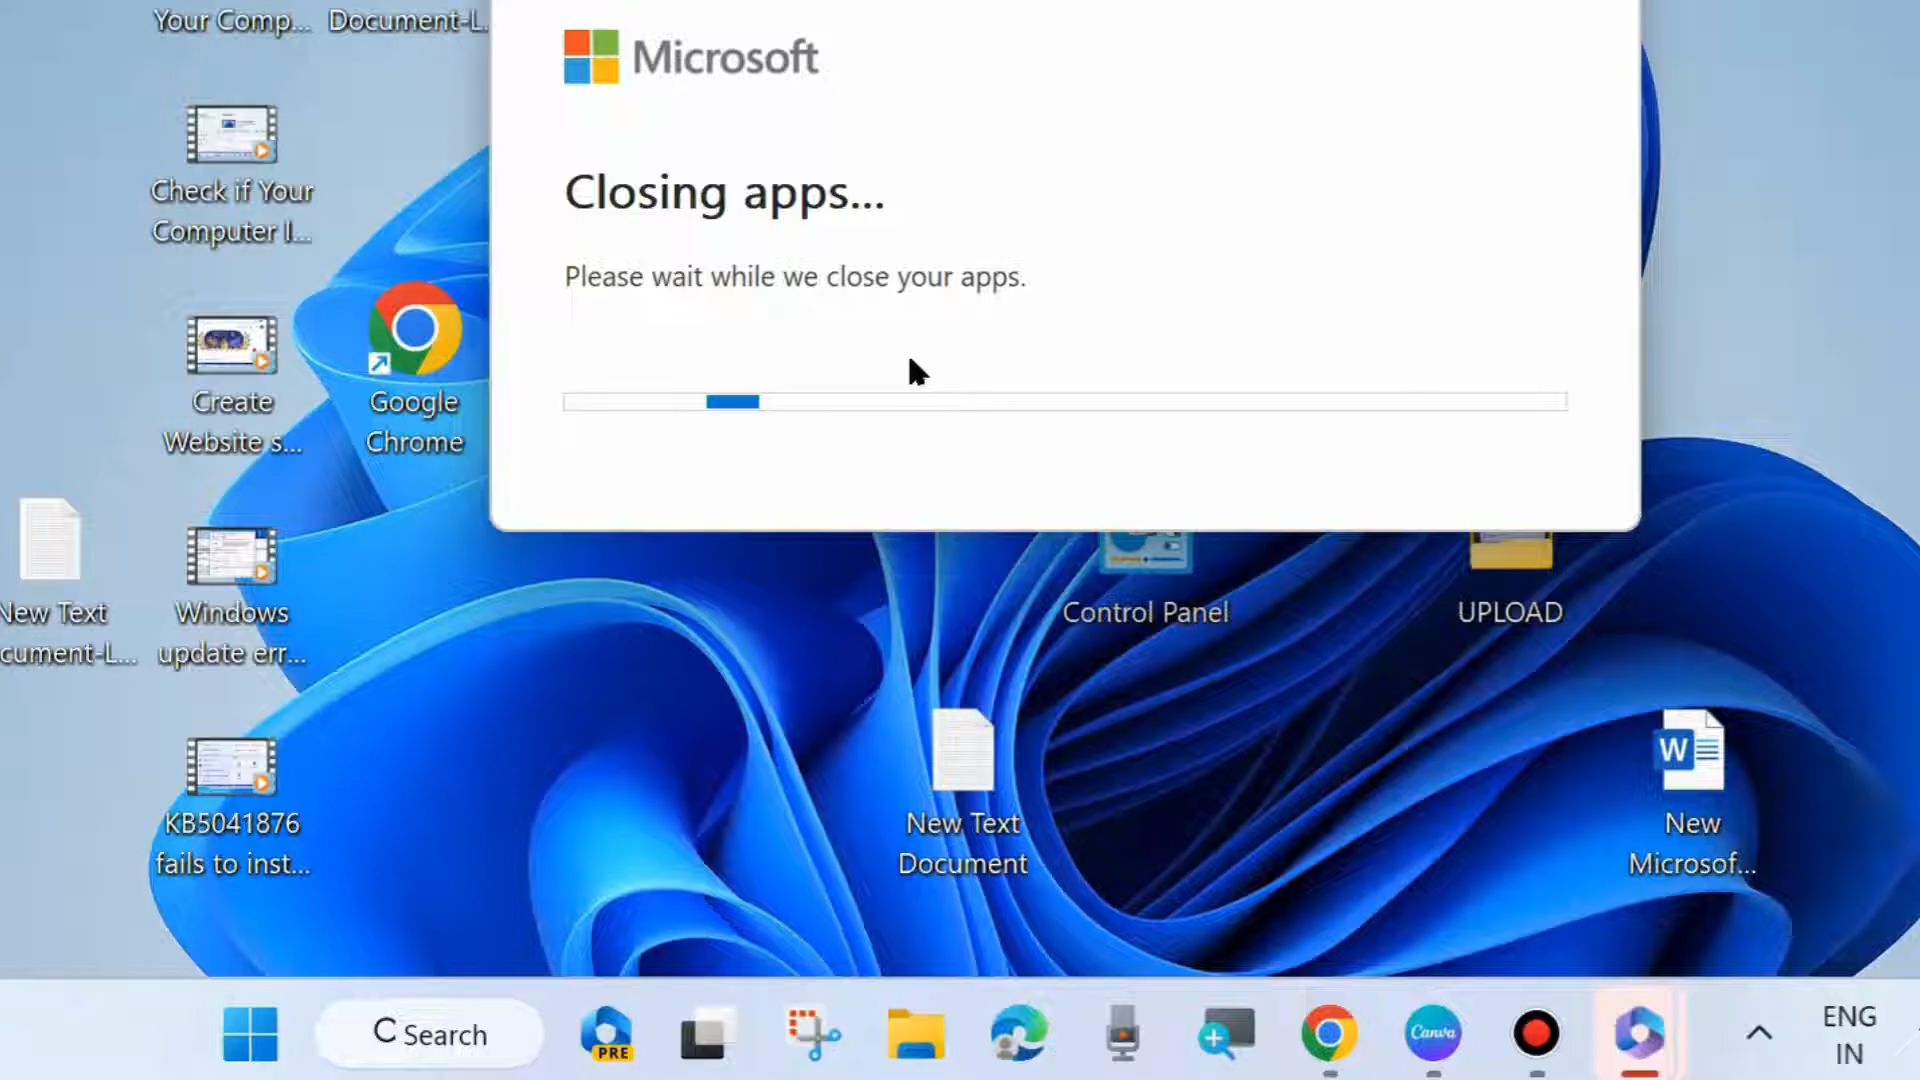 Your Comp...
Document-L...
Microsoft
Closing apps...
Please wait while we close your apps.
Check if Your
Computer I...
Create
Website s...
Google
Chrome
New Text
cument-L...
Windows
update err...
Control Panel
UPLOAD
KB5041876
fails to inst...
New Text
Document
W
New
Microsof...
Search
PRE
Canva
ENG
IN